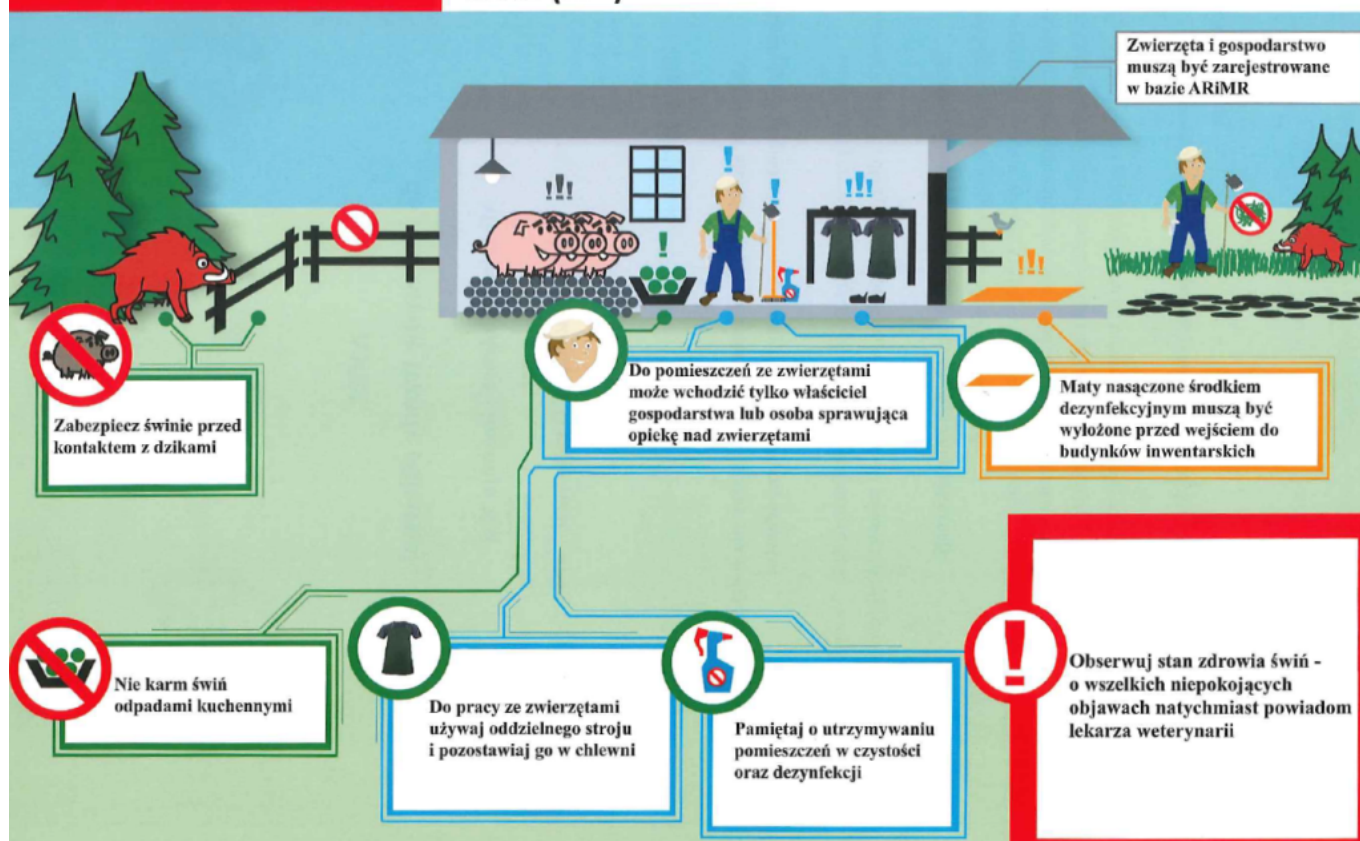 Zwierzęta i gospodarstwo
muszą być zarejestrowane
w bazie ARiMR
Zabezpiecz świnie przed
kontaktem z dzikami
Do pomieszczeń ze zwierzętami
może wchodzić tylko właściciel
gospodarstwa lub osoba sprawująca
opiekę nad zwierzętami
Maty nasączone środkiem
dezynfekcyjnym muszą być
wyłożone przed wejściem do
budynków inwentarskich
Nie karm świń
odpadami kuchennymi
Do pracy ze zwierzętami
używaj oddzielnego stroju
i pozostawiaj go w chlewni
Pamiętaj o utrzymywaniu
pomieszczeń w czystości
oraz dezynfekcji
Obserwuj stan zdrowia świń -
o wszelkich niepokojących
objawach natychmiast powiadom
lekarza weterynarii